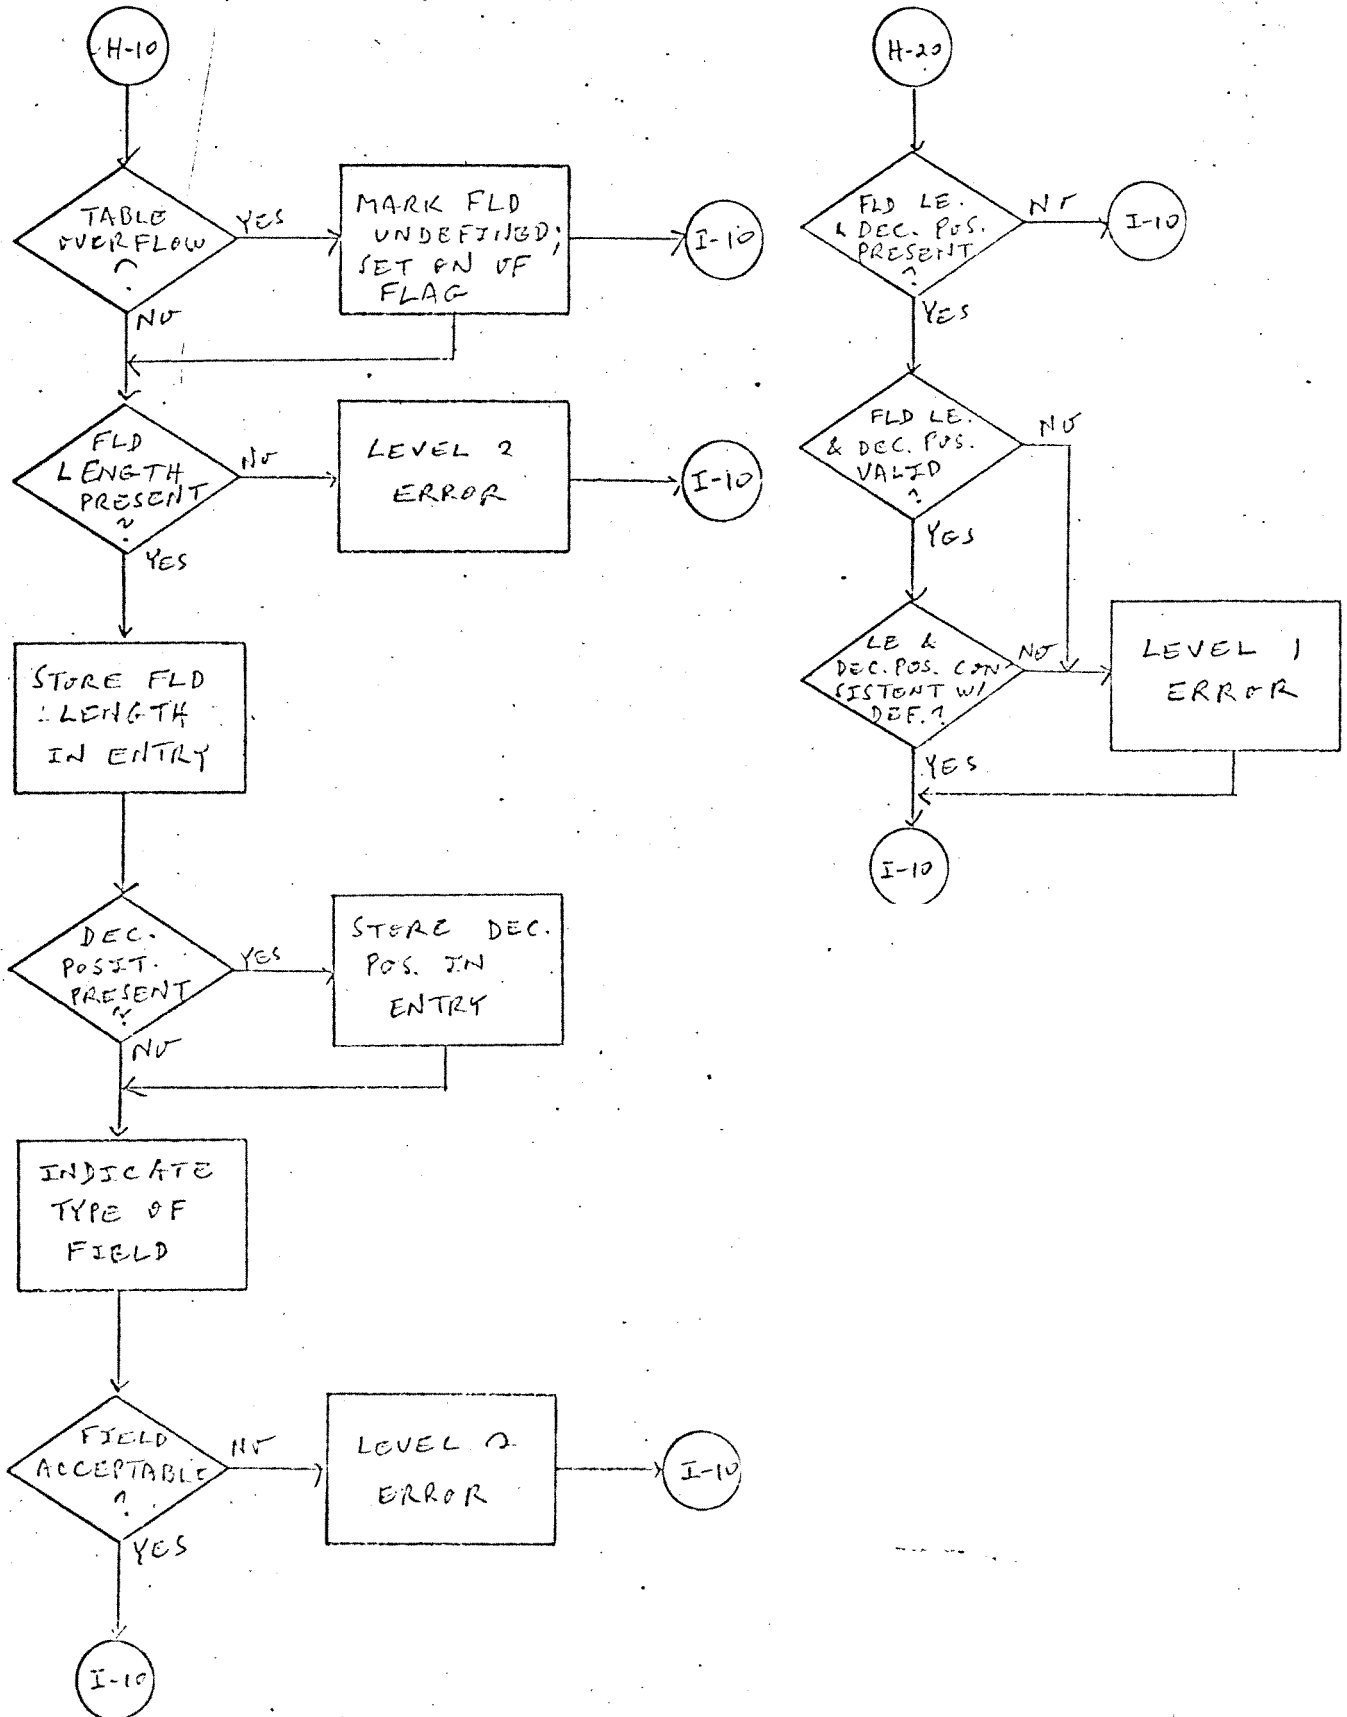 H-10
TABLE
OVERFLOW
?
YES
MARK FLD
UNDEFINED;
SET ON OF
FLAG
I-10
NO
FLD
LENGTH
PRESENT
?
NO
LEVEL 2
ERROR
I-10
YES
STORE FLD
LENGTH
IN ENTRY
DEC.
POSIT.
PRESENT
?
YES
STORE DEC.
POS. IN
ENTRY
NO
INDICATE
TYPE OF
FIELD
FIELD
ACCEPTABLE
?
NO
LEVEL 2
ERROR
I-10
YES
I-10
H-20
FLD LE.
& DEC. POS.
PRESENT
?
NO
I-10
YES
FLD LE.
& DEC. POS.
VALID
?
NO
YES
LE &
DEC. POS. CON-
SISTENT W/
DEF.?
NO
LEVEL 1
ERROR
YES
I-10